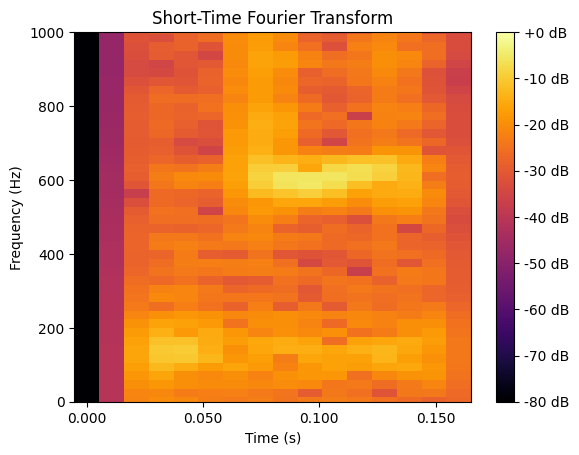 Short-Time Fourier Transform
1000
800
600
400
200
0
Frequency (Hz)
0.000
0.050
0.100
0.150
Time (s)
+0 dB
-10 dB
-20 dB
-30 dB
-40 dB
-50 dB
-60 dB
-70 dB
-80 dB